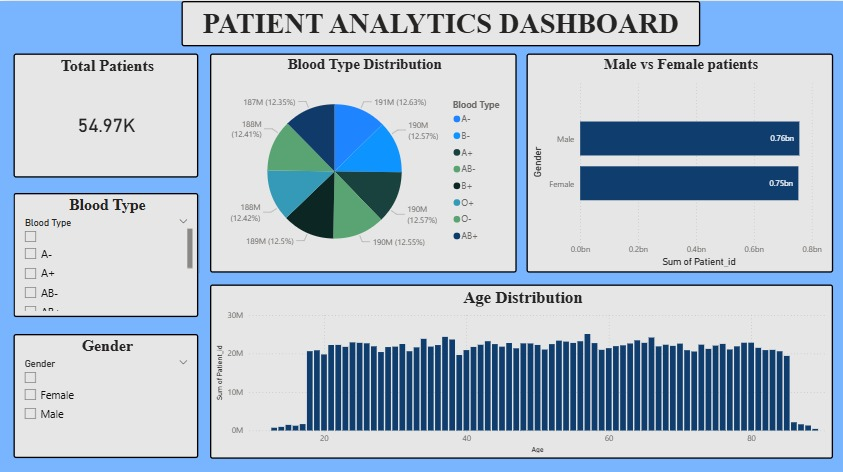 PATIENT ANALYTICS DASHBOARD
Total Patients
54.97K
Blood Type
Blood Type
A-
A+
AB-
AB+
Gender
Gender
Female
Male
Blood Type Distribution
187M (12.35%)
191M (12.63%)
188M
(12.41%)
190M
(12.57%)
188M
(12.42%)
190M
(12.57%)
189M (12.5%)
190M (12.55%)
Blood Type
A-
B-
A+
AB-
B+
O+
O-
AB+
Male vs Female patients
Gender
Male
0.76bn
Female
0.75bn
0.0bn
0.2bn
0.4bn
0.6bn
0.8bn
Sum of Patient_id
Age Distribution
Sum of Patient_id
30M
20M
10M
0M
20
40
60
80
Age